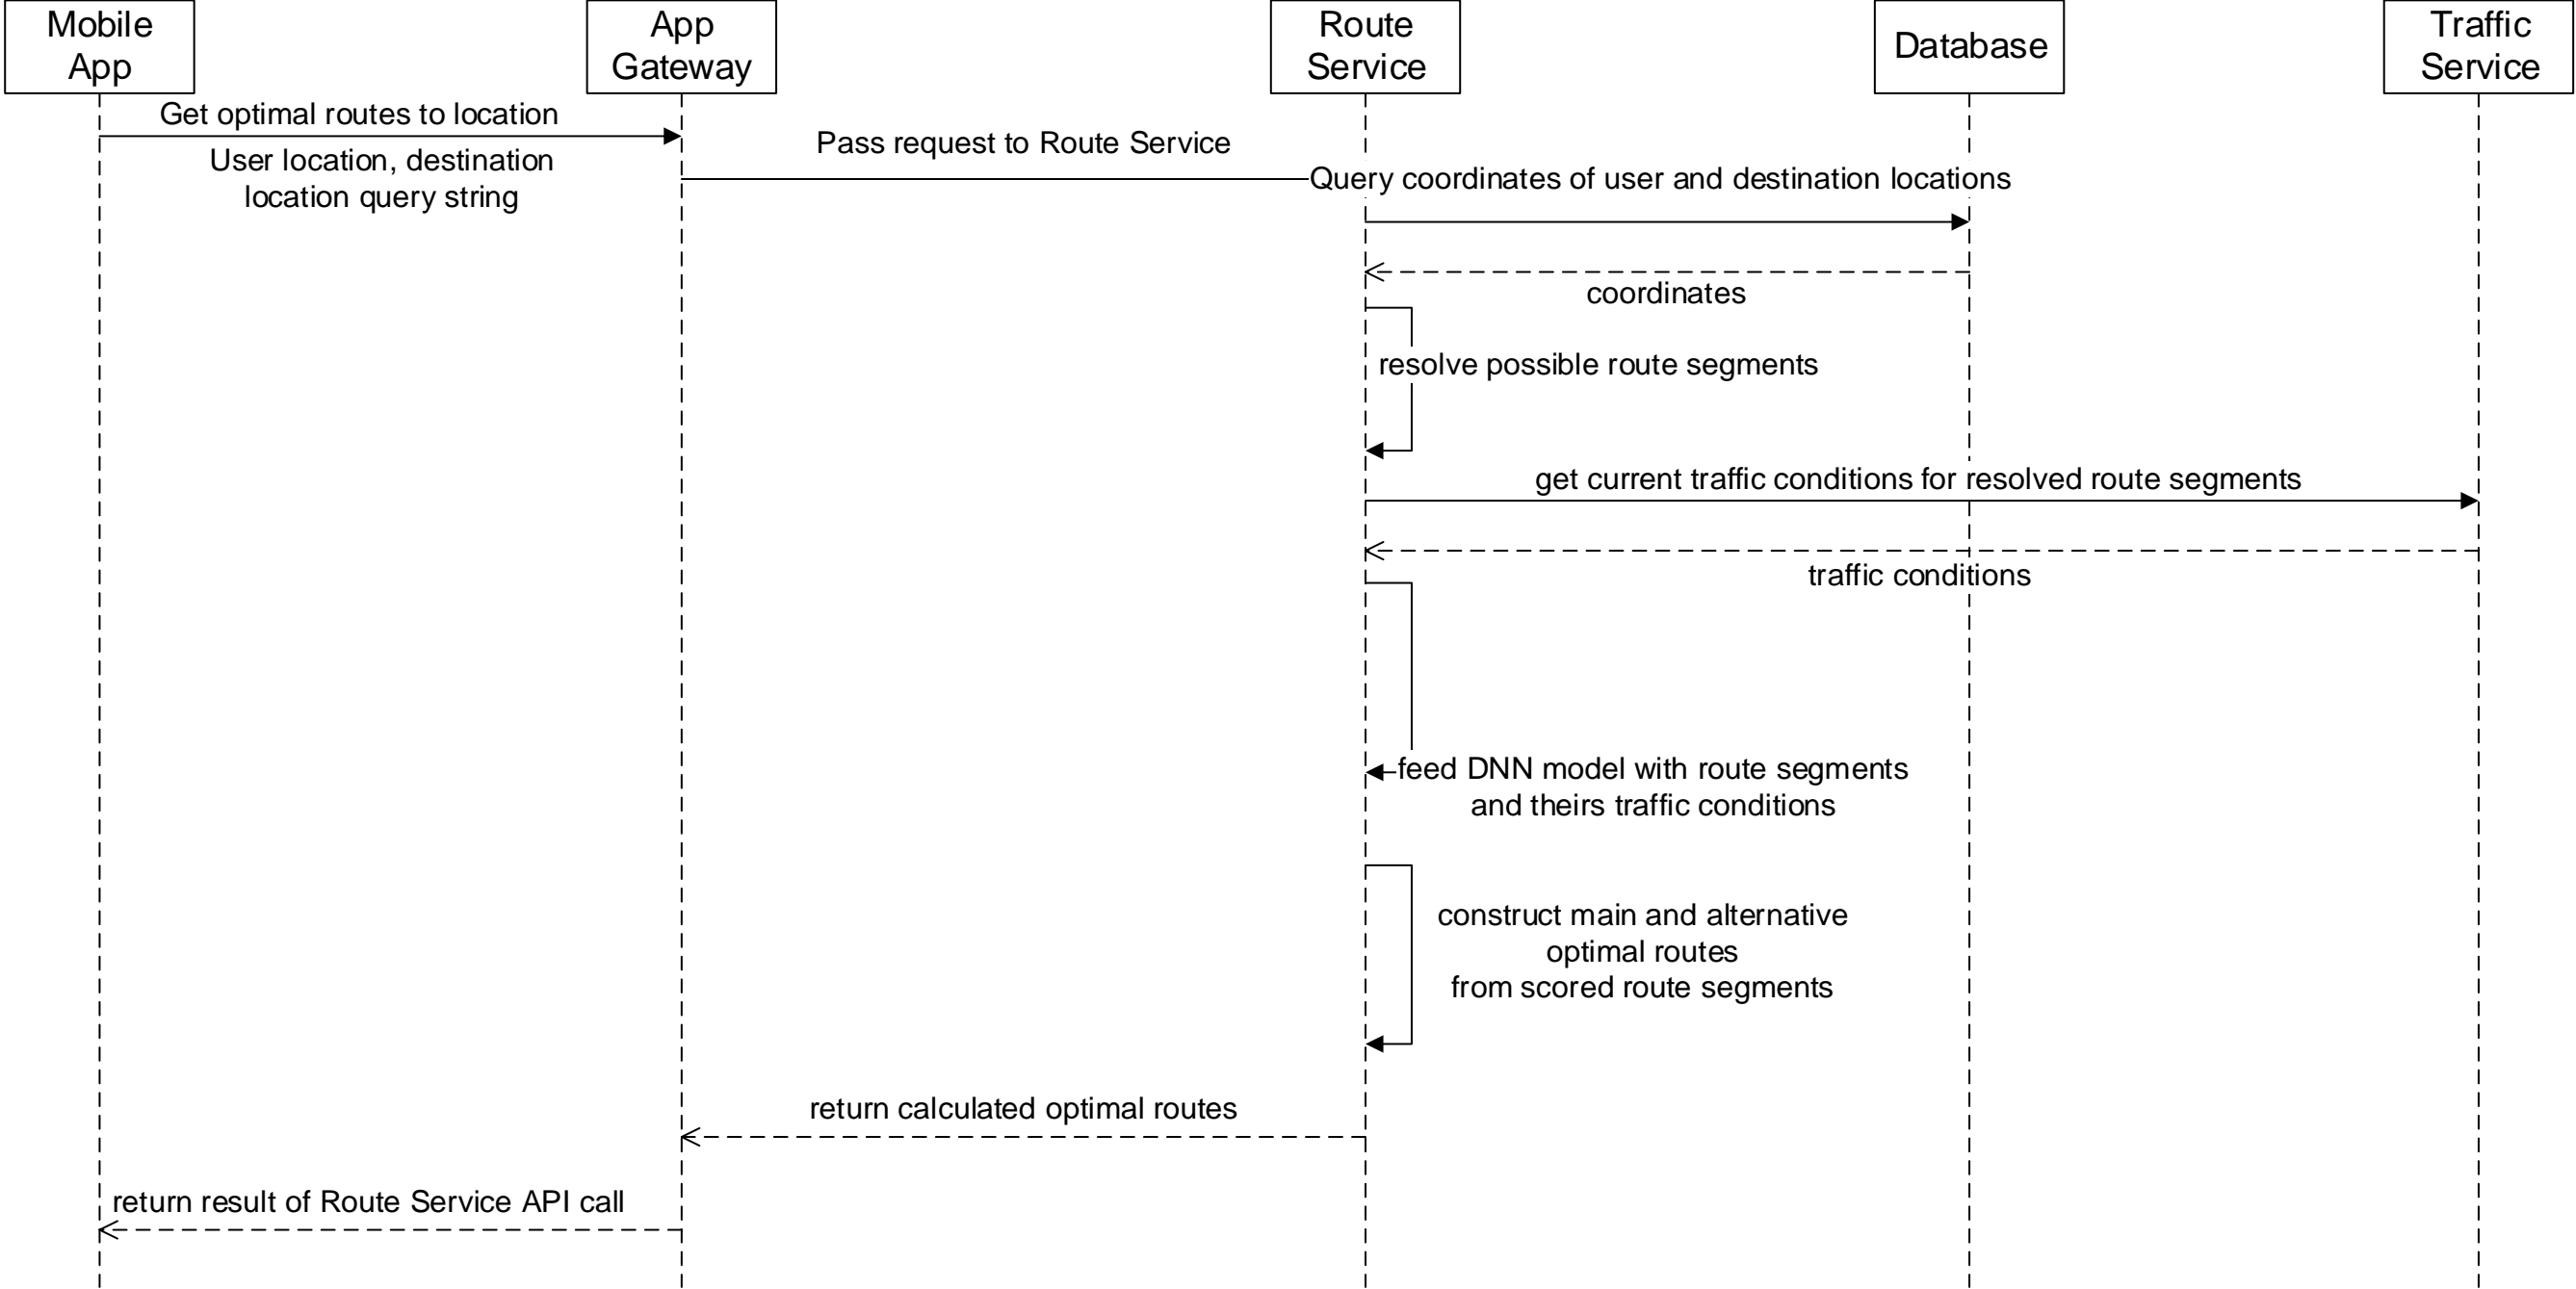 Mobile
App
App
Gateway
Route
Service
Database
Traffic
Service
Get optimal routes to location
User location, destination
location query string
Pass request to Route Service
Query coordinates of user and destination locations
coordinates
resolve possible route segments
get current traffic conditions for resolved route segments
traffic conditions
feed DNN model with route segments
and theirs traffic conditions
construct main and alternative
optimal routes
from scored route segments
return calculated optimal routes
return result of Route Service API call